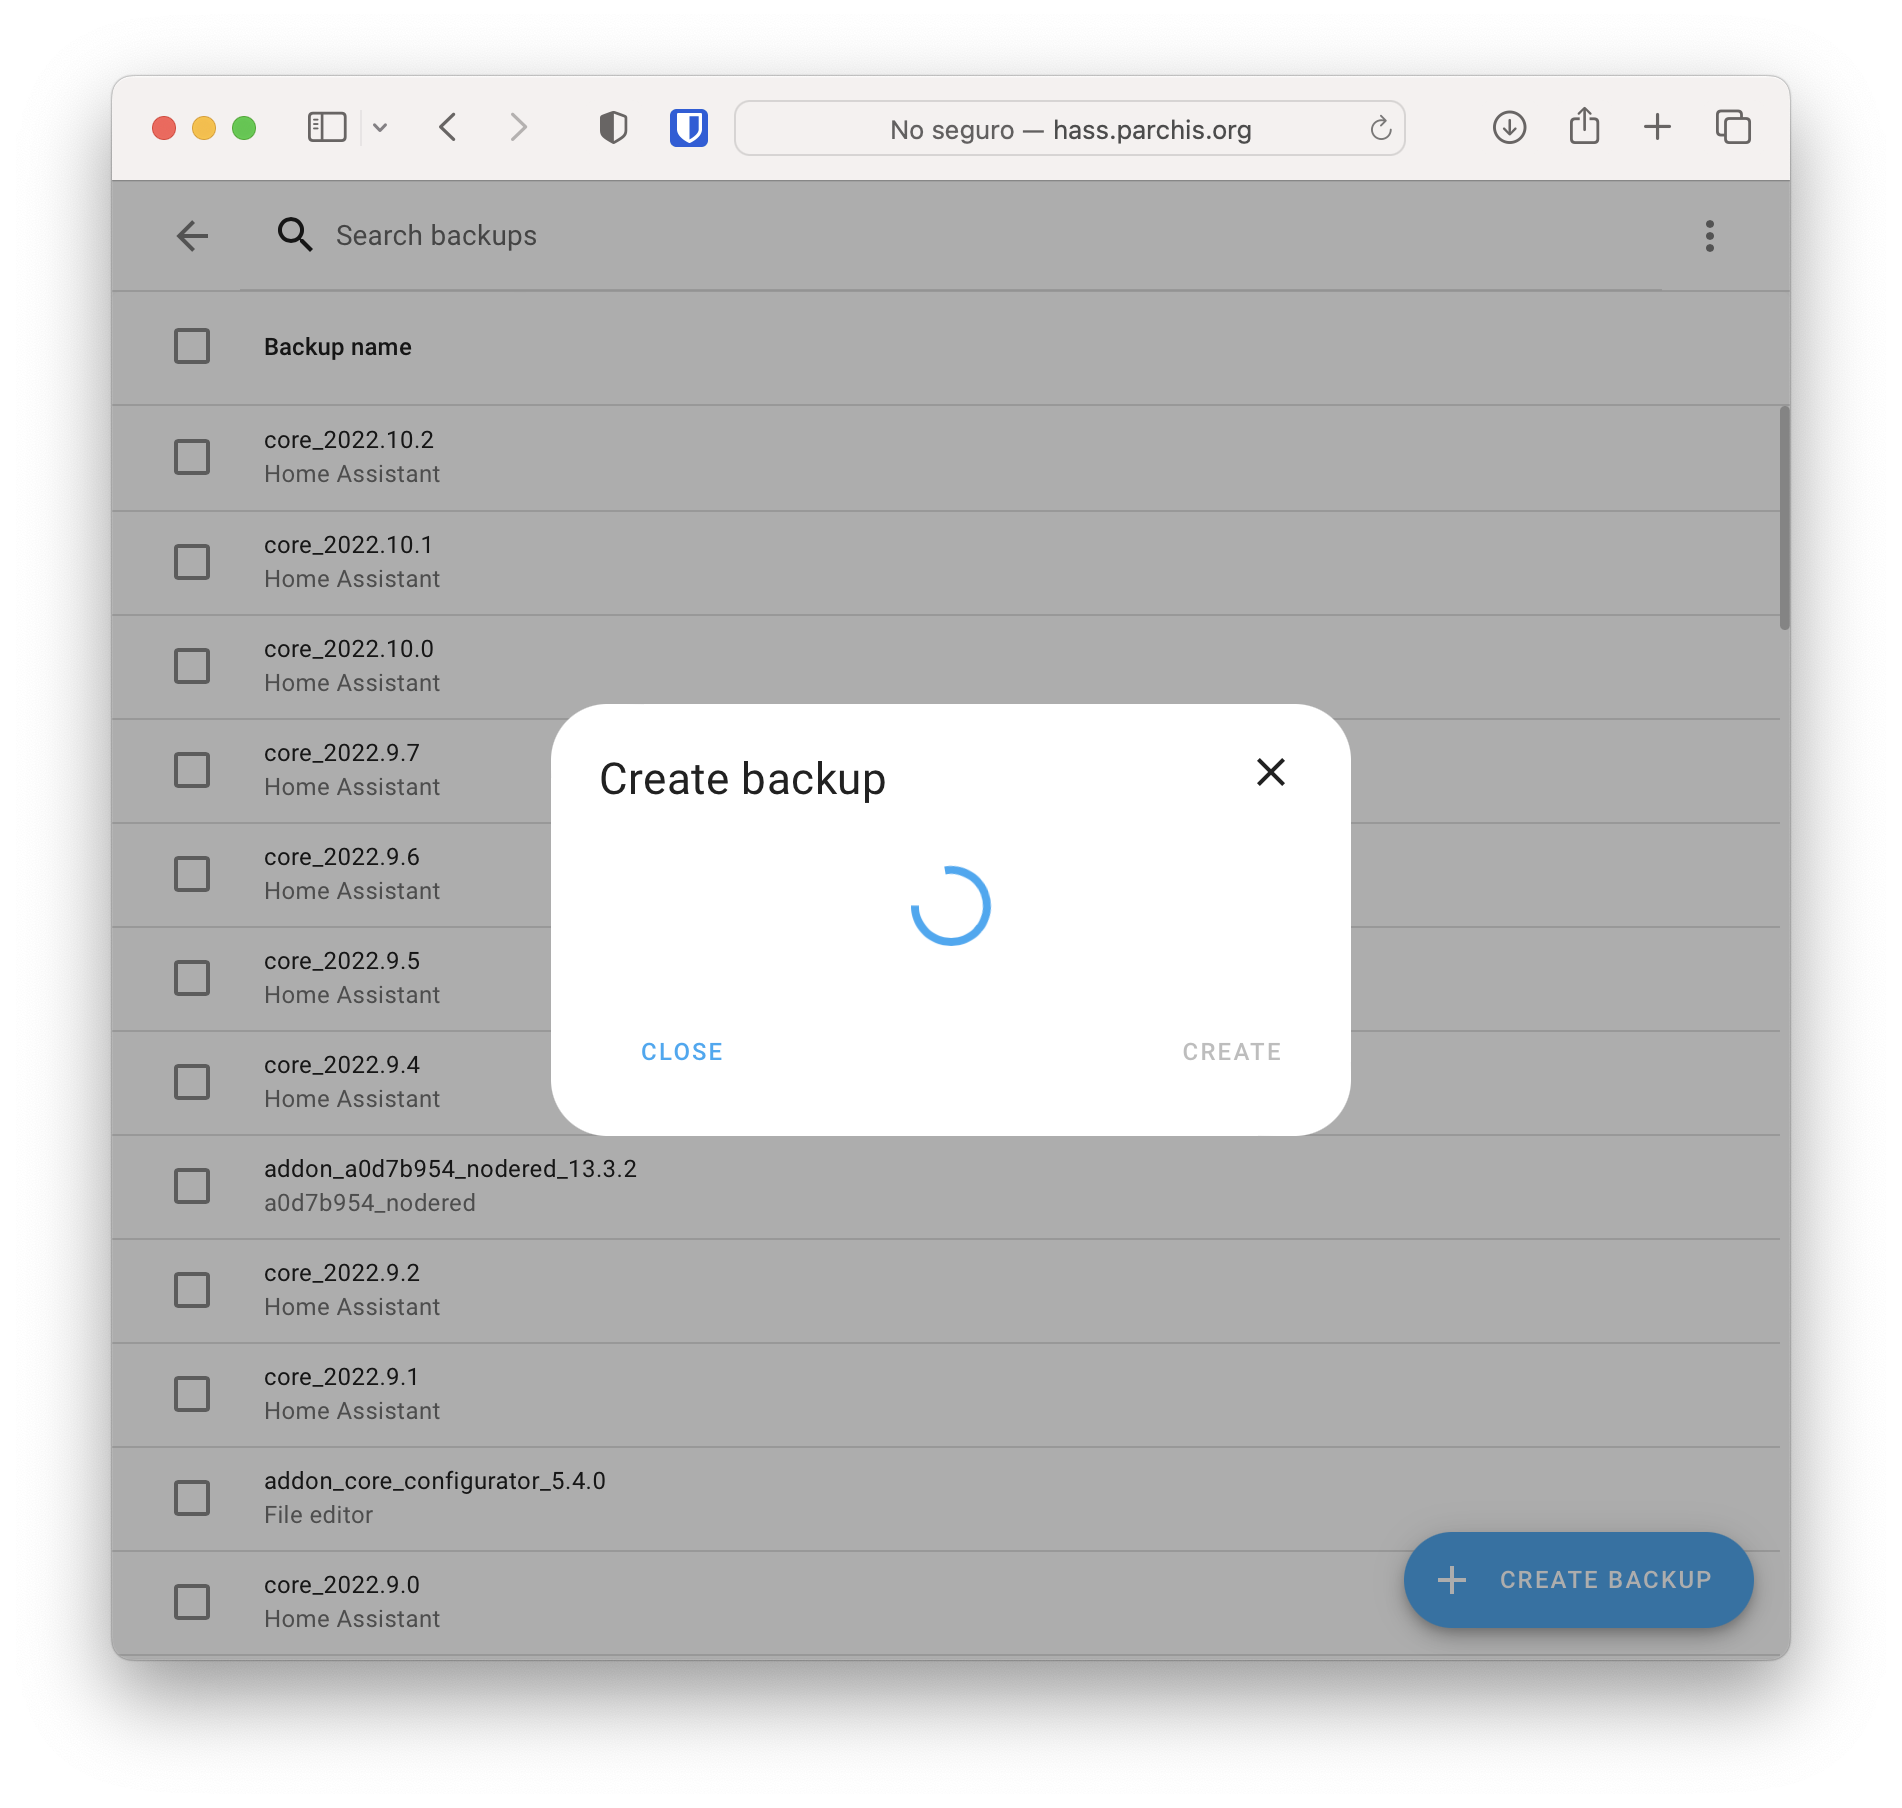 No seguro — hass.parchis.org
Search backups
Backup name
core_2022.10.2
Home Assistant
core_2022.10.1
Home Assistant
core_2022.10.0
Home Assistant
core_2022.9.7
Home Assistant
core_2022.9.6
Home Assistant
core_2022.9.5
Home Assistant
core_2022.9.4
Home Assistant
addon_a0d7b954_nodered_13.3.2
a0d7b954_nodered
core_2022.9.2
Home Assistant
core_2022.9.1
Home Assistant
addon_core_configurator_5.4.0
File editor
core_2022.9.0
Home Assistant
Create backup
CLOSE
CREATE
CREATE BACKUP